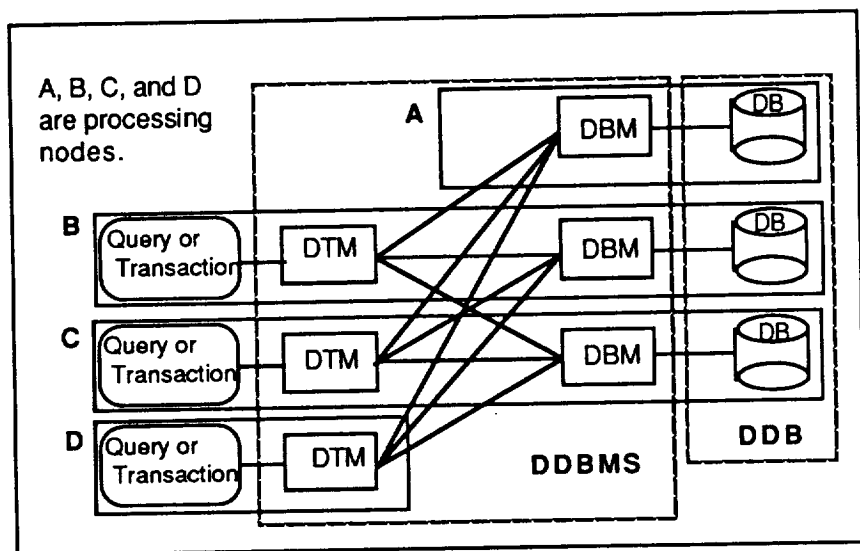 A, B, C, and D
are processing
nodes.
A
DBM
DB
B
Query or
Transaction
DTM
DBM
DB
C
Query or
Transaction
DTM
DBM
DB
D
Query or
Transaction
DTM
DDBMS
DDB